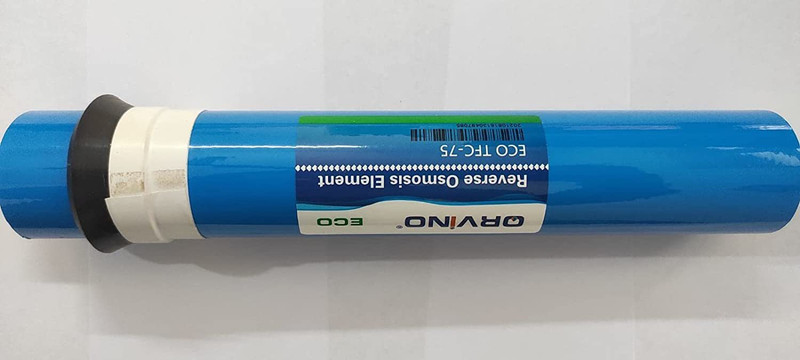 ORVINO® ECO
Reverse Osmosis Element
ECO TFC-75